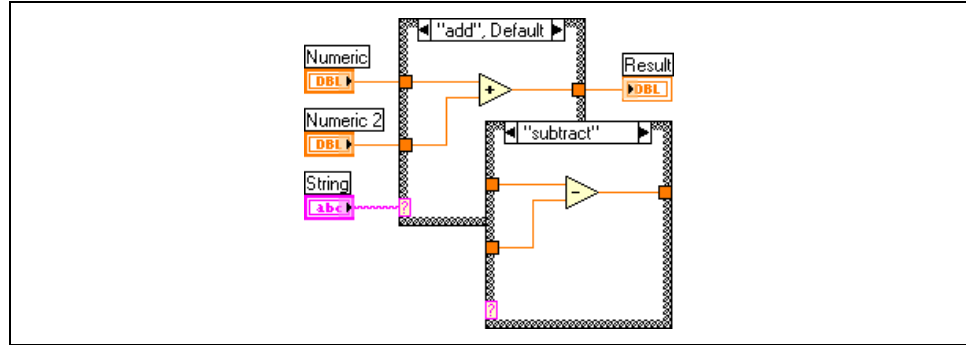 "add", Default
Numeric
DBL
Result
DBL
+
Numeric 2
DBL
"subtract"
String
abc
?
-
?